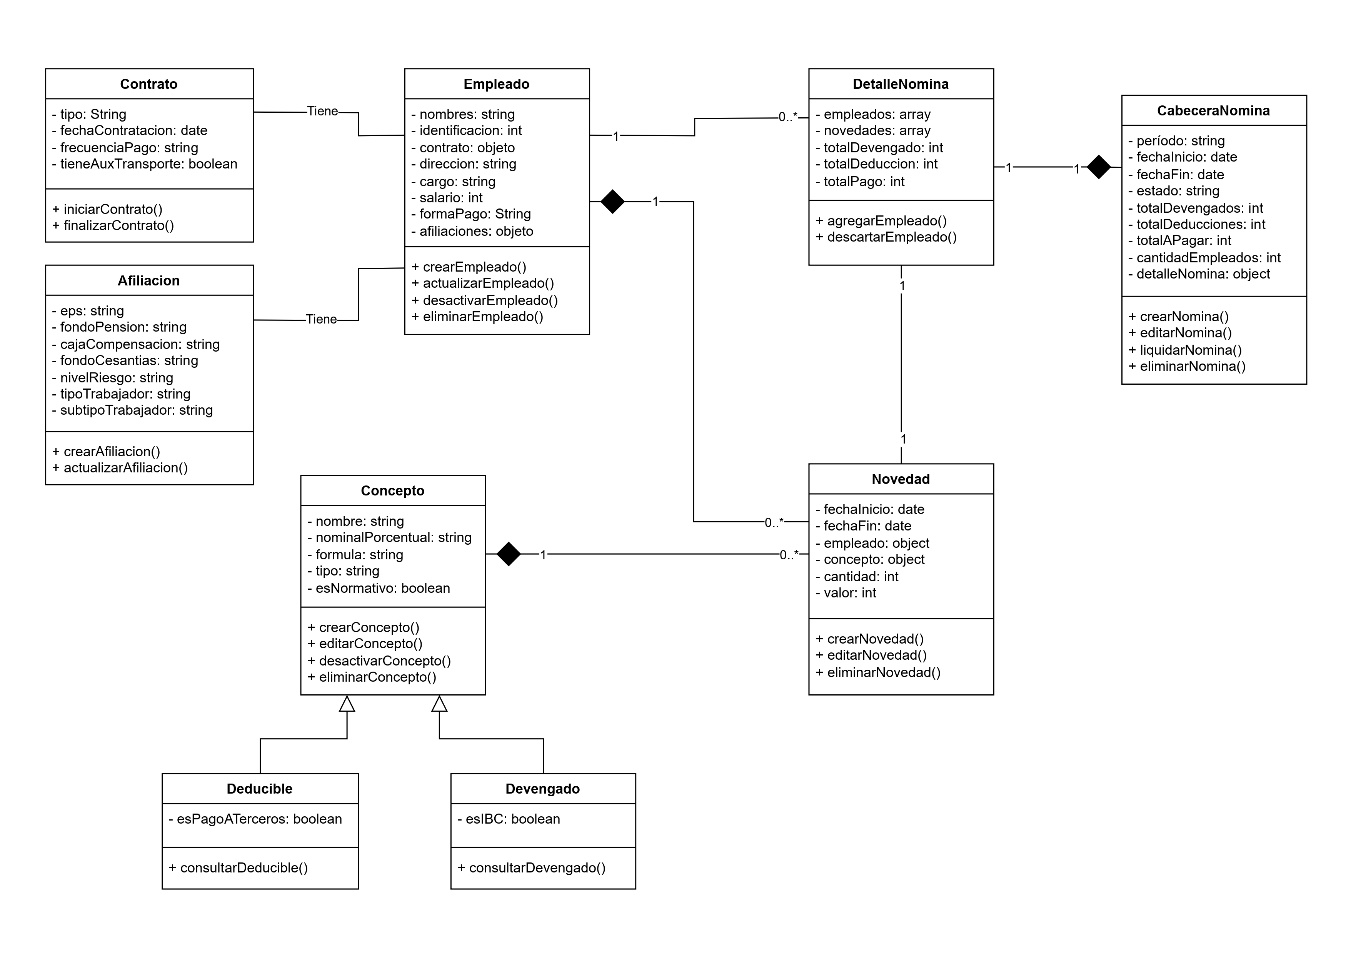 Contrato
- tipo: String
- fechaContratacion: date
- frecuenciaPago: string
- tieneAuxTransporte: boolean
+ iniciarContrato()
+ finalizarContrato()
Tiene
Empleado
- nombres: string
- identificacion: int
- contrato: objeto
- direccion: string
- cargo: string
- salario: int
- formaPago: String
- afiliaciones: objeto
+ crearEmpleado()
+ actualizarEmpleado()
+ desactivarEmpleado()
+ eliminarEmpleado()
1
0..*
1
DetalleNomina
- empleados: array
- novedades: array
- totalDevengado: int
- totalDeduccion: int
- totalPago: int
+ agregarEmpleado()
+ descartarEmpleado()
1
1
CabeceraNomina
- período: string
- fechaInicio: date
- fechaFin: date
- estado: string
- totalDevengados: int
- totalDeducciones: int
- totalAPagar: int
- cantidadEmpleados: int
- detalleNomina: object
+ crearNomina()
+ editarNomina()
+ liquidarNomina()
+ eliminarNomina()
Afiliacion
- eps: string
- fondoPension: string
- cajaCompensacion: string
- fondoCesantias: string
- nivelRiesgo: string
- tipoTrabajador: string
- subtipoTrabajador: string
+ crearAfiliacion()
+ actualizarAfiliacion()
Tiene
1
1
Concepto
- nombre: string
- nominalPorcentual: string
- formula: string
- tipo: string
- esNormativo: boolean
+ crearConcepto()
+ editarConcepto()
+ desactivarConcepto()
+ eliminarConcepto()
1
0..*
0..*
Novedad
- fechaInicio: date
- fechaFin: date
- empleado: object
- concepto: object
- cantidad: int
- valor: int
+ crearNovedad()
+ editarNovedad()
+ eliminarNovedad()
Deducible
- esPagoATerceros: boolean
+ consultarDeducible()
Devengado
- esIBC: boolean
+ consultarDevengado()